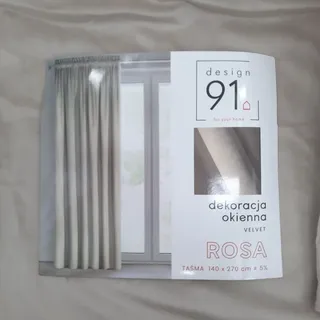 design
91
for your home
dekoracja
okienna
VELVET
ROSA
TAŚMA 140 x 270 cm ± 5%